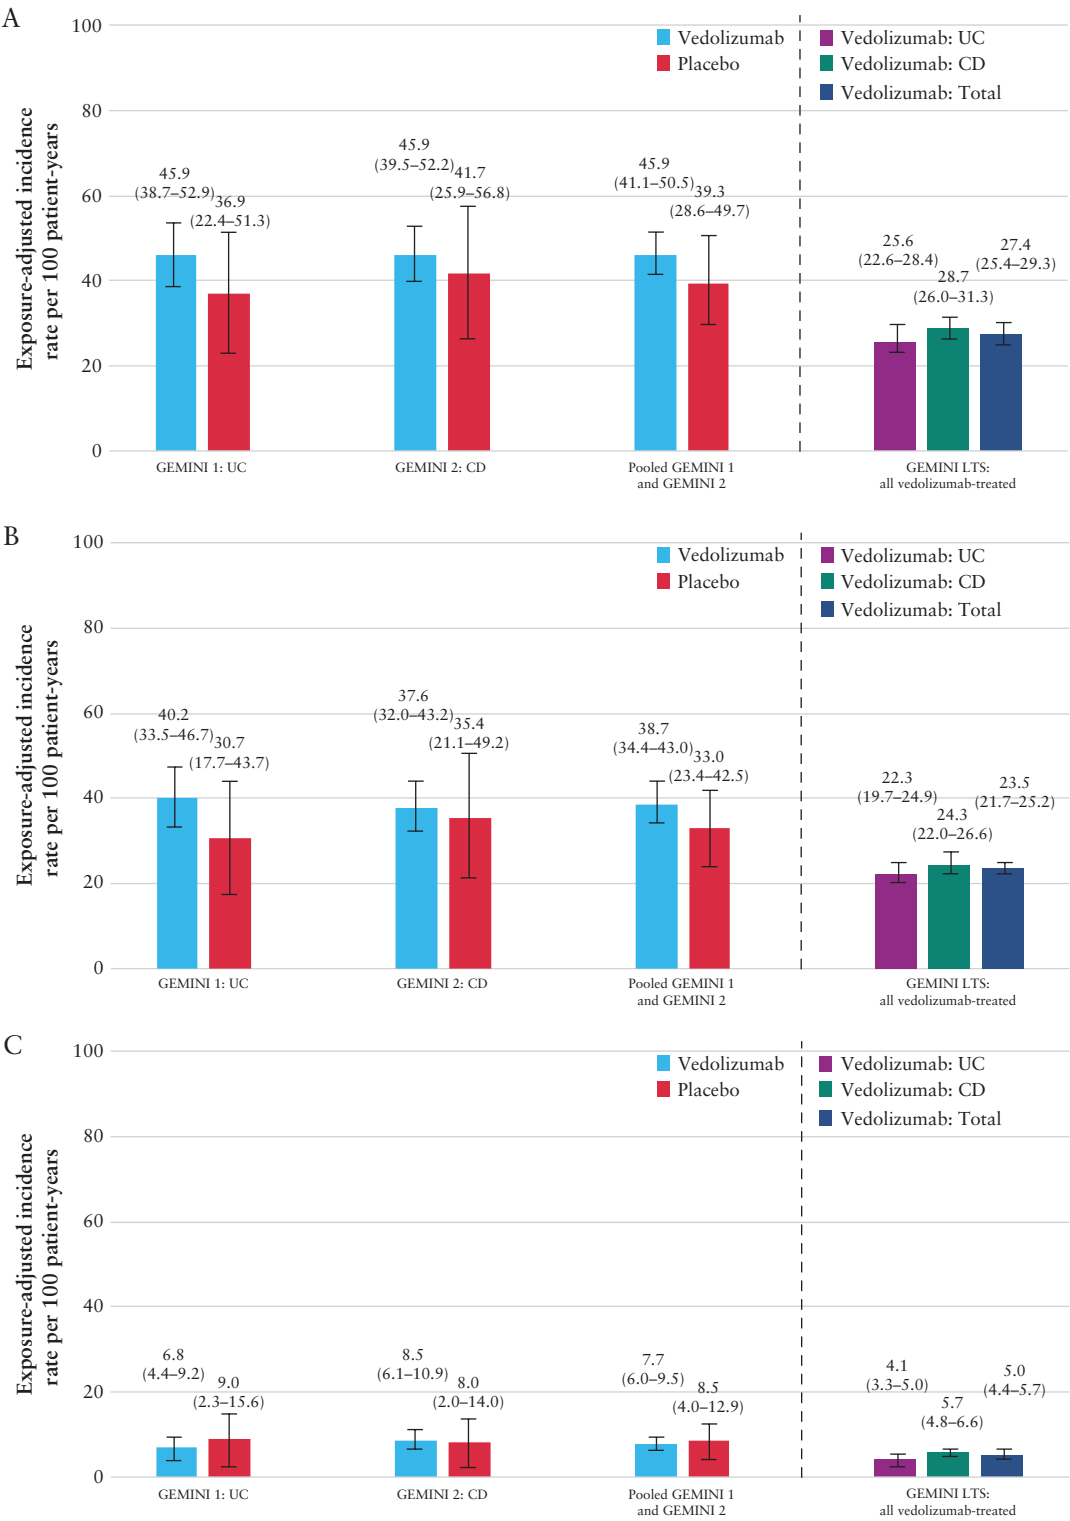 A
100
80
60
40
20
0
Exposure-adjusted incidence
rate per 100 patient-years
Vedolizumab
Placebo
Vedolizumab: UC
Vedolizumab: CD
Vedolizumab: Total
45.9
(38.7–52.9)
36.9
(22.4–51.3)
45.9
(39.5–52.2)
41.7
(25.9–56.8)
45.9
(41.1–50.5)
39.3
(28.6–49.7)
25.6
(22.6–28.4)
28.7
(26.0–31.3)
27.4
(25.4–29.3)
GEMINI 1: UC
GEMINI 2: CD
Pooled GEMINI 1
and GEMINI 2
GEMINI LTS:
all vedolizumab-treated
B
100
80
60
40
20
0
Exposure-adjusted incidence
rate per 100 patient-years
Vedolizumab
Placebo
Vedolizumab: UC
Vedolizumab: CD
Vedolizumab: Total
40.2
(33.5–46.7)
30.7
(17.7–43.7)
37.6
(32.0–43.2)
35.4
(21.1–49.2)
38.7
(34.4–43.0)
33.0
(23.4–42.5)
22.3
(19.7–24.9)
24.3
(22.0–26.6)
23.5
(21.7–25.2)
GEMINI 1: UC
GEMINI 2: CD
Pooled GEMINI 1
and GEMINI 2
GEMINI LTS:
all vedolizumab-treated
C
100
80
60
40
20
0
Exposure-adjusted incidence
rate per 100 patient-years
Vedolizumab
Placebo
Vedolizumab: UC
Vedolizumab: CD
Vedolizumab: Total
6.8
(4.4–9.2)
9.0
(2.3–15.6)
8.5
(6.1–10.9)
8.0
(2.0–14.0)
7.7
(6.0–9.5)
8.5
(4.0–12.9)
4.1
(3.3–5.0)
5.7
(4.8–6.6)
5.0
(4.4–5.7)
GEMINI 1: UC
GEMINI 2: CD
Pooled GEMINI 1
and GEMINI 2
GEMINI LTS:
all vedolizumab-treated